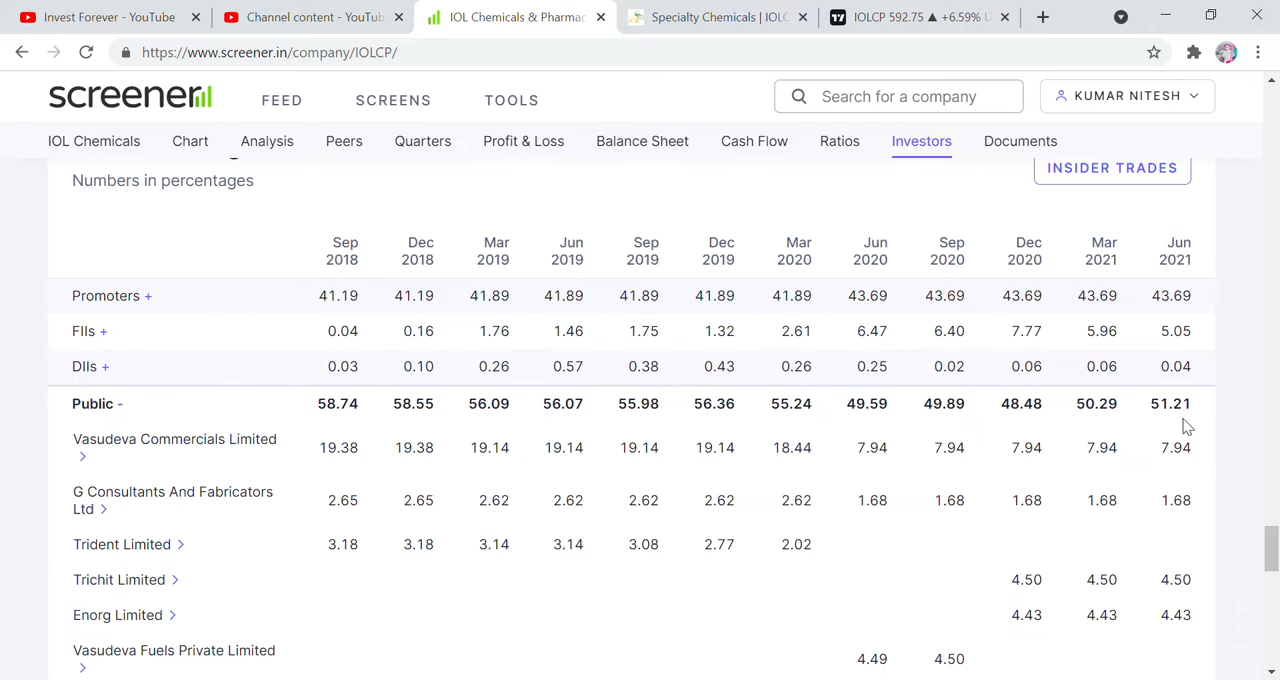 Invest Forever - YouTube
Channel content - YouTub
IOL Chemicals & Pharmac
Specialty Chemicals | IOLC
IOLCP 592.75 ▲ +6.59% U
https://www.screener.in/company/IOLCP/
screener
FEED
SCREENS
TOOLS
Search for a company
KUMAR NITESH
IOL Chemicals
Chart
Analysis
Peers
Quarters
Profit & Loss
Balance Sheet
Cash Flow
Ratios
Investors
Documents
Numbers in percentages
INSIDER TRADES
Sep 2018 Dec 2018 Mar 2019 Jun 2019 Sep 2019 Dec 2019 Mar 2020 Jun 2020 Sep 2020 Dec 2020 Mar 2021 Jun 2021
Promoters + 41.19 41.19 41.89 41.89 41.89 41.89 41.89 43.69 43.69 43.69 43.69 43.69
FIIs + 0.04 0.16 1.76 1.46 1.75 1.32 2.61 6.47 6.40 7.77 5.96 5.05
DIIs + 0.03 0.10 0.26 0.57 0.38 0.43 0.26 0.25 0.02 0.06 0.06 0.04
Public - 58.74 58.55 56.09 56.07 55.98 56.36 55.24 49.59 49.89 48.48 50.29 51.21
Vasudeva Commercials Limited > 19.38 19.38 19.14 19.14 19.14 19.14 18.44 7.94 7.94 7.94 7.94 7.94
G Consultants And Fabricators Ltd > 2.65 2.65 2.62 2.62 2.62 2.62 2.62 1.68 1.68 1.68 1.68 1.68
Trident Limited > 3.18 3.18 3.14 3.14 3.08 2.77 2.02
Trichit Limited > 4.50 4.50 4.50
Enorg Limited > 4.43 4.43 4.43
Vasudeva Fuels Private Limited > 4.49 4.50